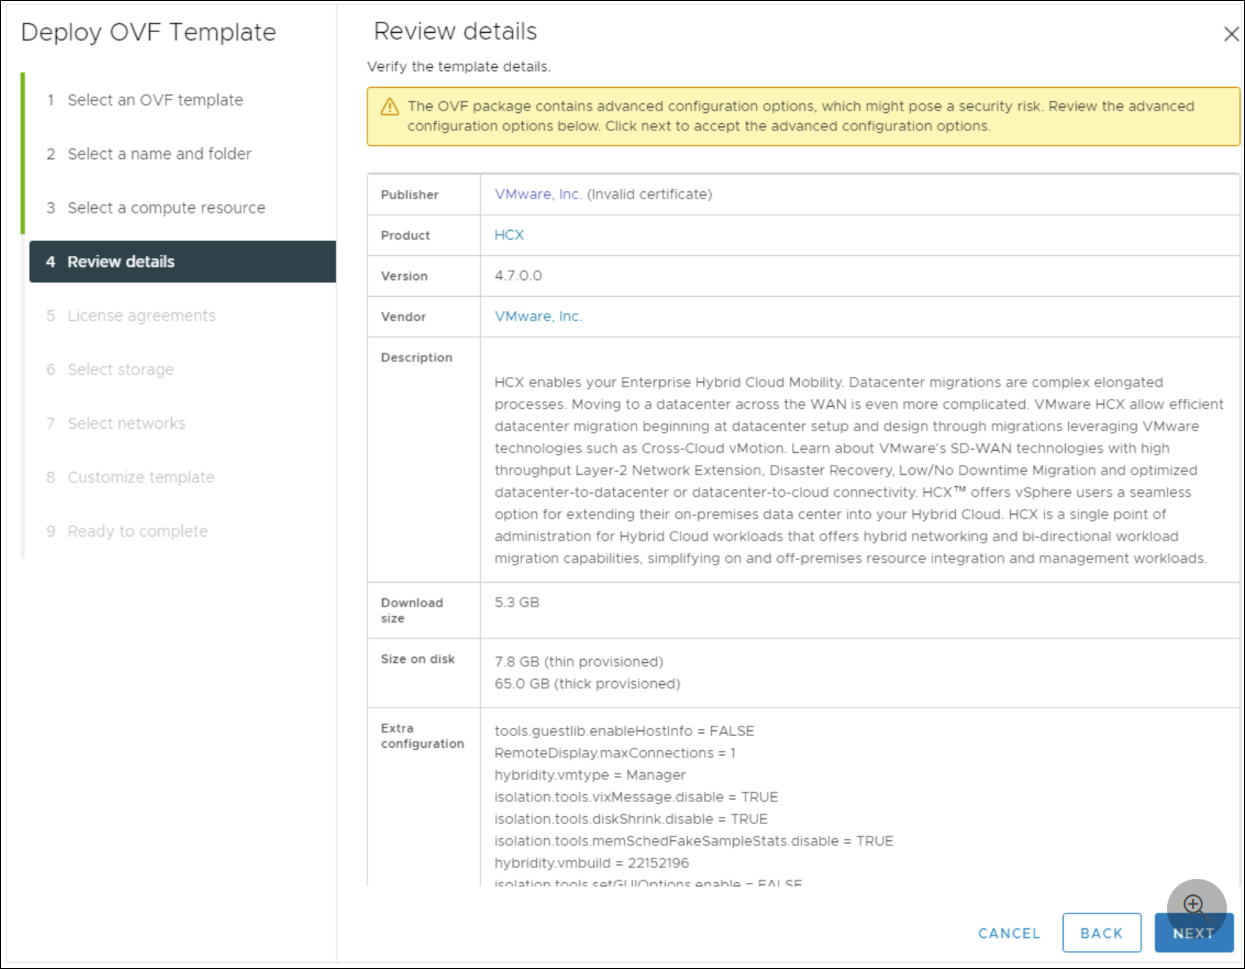 Deploy OVF Template
1 Select an OVF template
2 Select a name and folder
3 Select a compute resource
4 Review details
5 License agreements
6 Select storage
7 Select networks
8 Customize template
9 Ready to complete
Review details
Verify the template details.
The OVF package contains advanced configuration options, which might pose a security risk. Review the advanced
configuration options below. Click next to accept the advanced configuration options.
Publisher VMware, Inc. (Invalid certificate)
Product HCX
Version 4.7.0.0
Vendor VMware, Inc.
Description
HCX enables your Enterprise Hybrid Cloud Mobility. Datacenter migrations are complex elongated
processes. Moving to a datacenter across the WAN is even more complicated. VMware HCX allow efficient
datacenter migration beginning at datacenter setup and design through migrations leveraging VMware
technologies such as Cross-Cloud vMotion. Learn about VMware's SD-WAN technologies with high
throughput Layer-2 Network Extension, Disaster Recovery, Low/No Downtime Migration and optimized
datacenter-to-datacenter or datacenter-to-cloud connectivity. HCX™ offers vSphere users a seamless
option for extending their on-premises data center into your Hybrid Cloud. HCX is a single point of
administration for Hybrid Cloud workloads that offers hybrid networking and bi-directional workload
migration capabilities, simplifying on and off-premises resource integration and management workloads.
Download
size
5.3 GB
Size on disk
7.8 GB (thin provisioned)
65.0 GB (thick provisioned)
Extra
configuration
tools.guestlib.enableHostInfo = FALSE
RemoteDisplay.maxConnections = 1
hybridity.vmtype = Manager
isolation.tools.vixMessage.disable = TRUE
isolation.tools.diskShrink.disable = TRUE
isolation.tools.memSchedFakeSampleStats.disable = TRUE
hybridity.vmbuild = 22152196
isolation.tools.setGUIOptions.enable = FALSE
CANCEL
BACK
NEXT